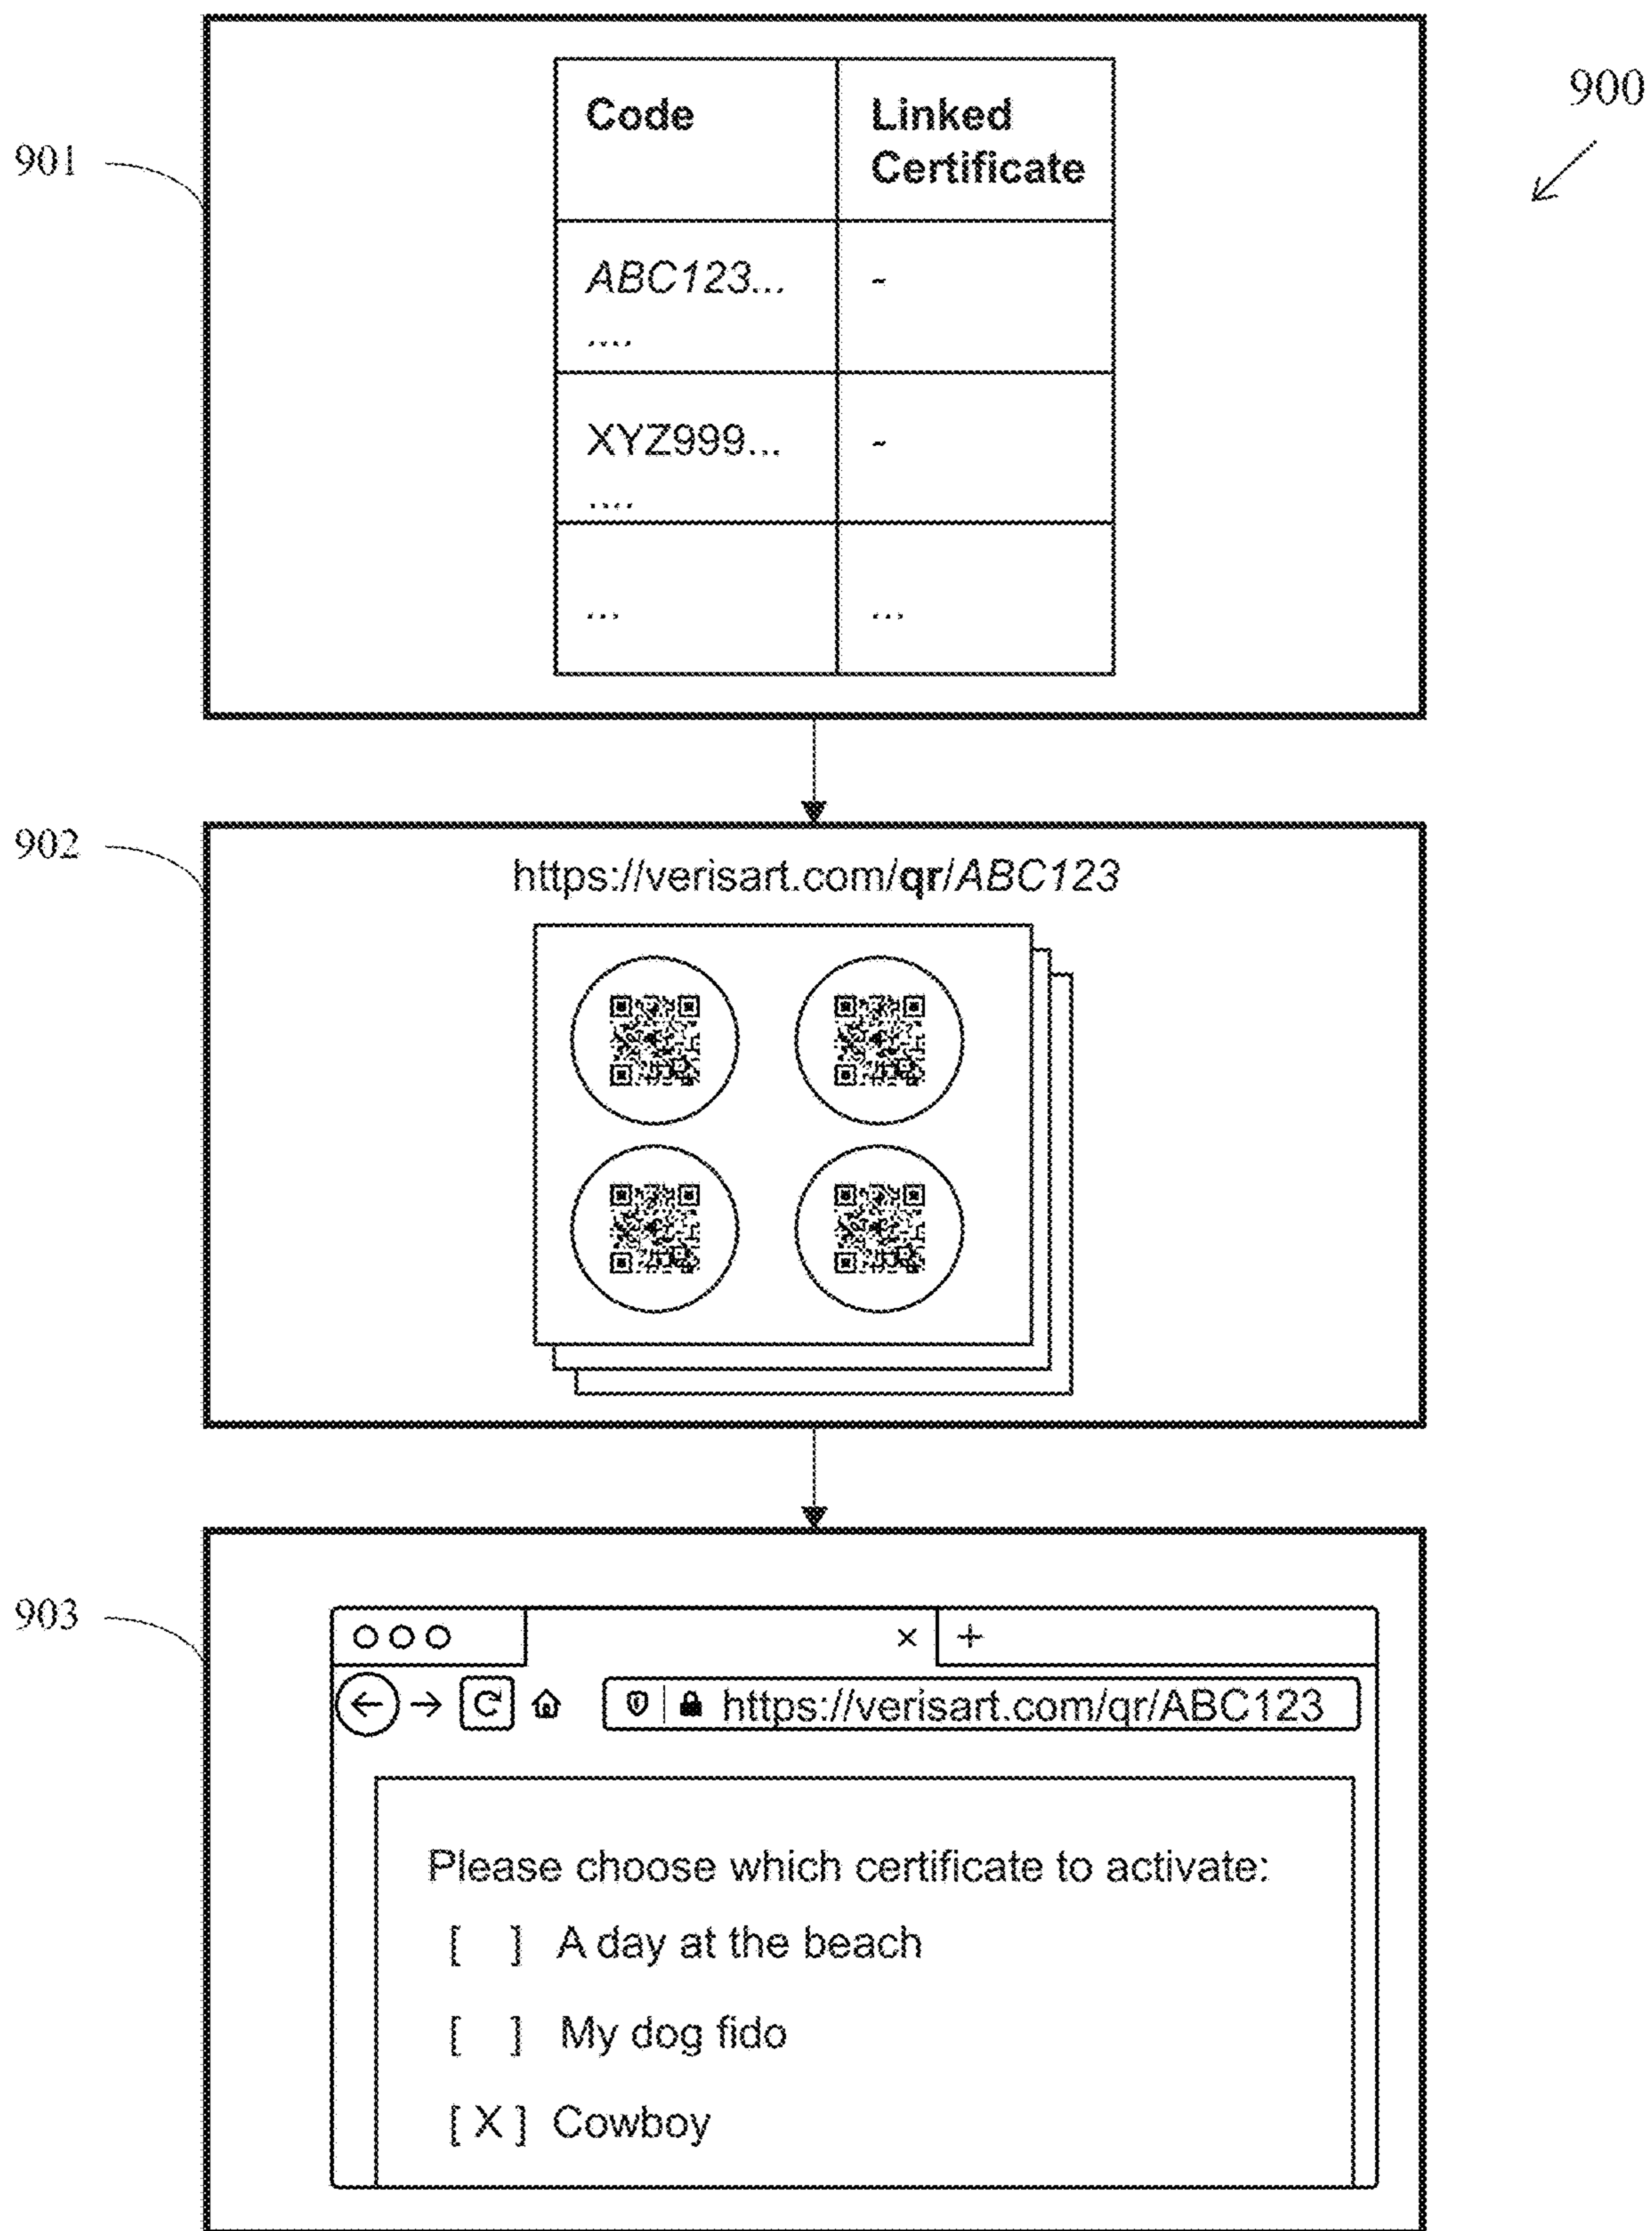 900
901
Code
Linked
Certificate
ABC123...
....
-
XYZ999...
....
-
...
...
902
https://verisart.com/qr/ABC123
903
https://verisart.com/qr/ABC123
Please choose which certificate to activate:
[ ] A day at the beach
[ ] My dog fido
[ X ] Cowboy